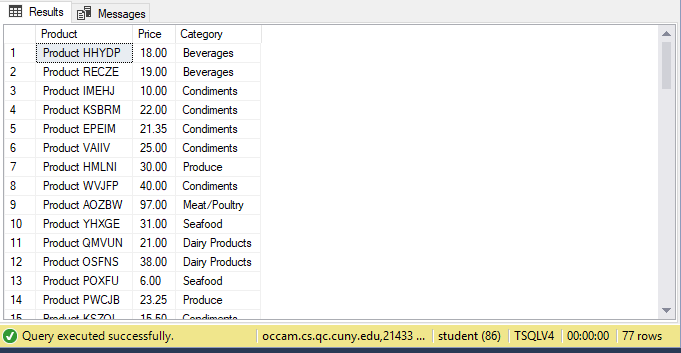 Results Messages
Product Price Category
1 Product HHYDP 18.00 Beverages
2 Product RECZE 19.00 Beverages
3 Product IMEHJ 10.00 Condiments
4 Product KSBRM 22.00 Condiments
5 Product EPEIM 21.35 Condiments
6 Product VAIIV 25.00 Condiments
7 Product HMLNI 30.00 Produce
8 Product WVJFP 40.00 Condiments
9 Product AOZBW 97.00 Meat/Poultry
10 Product YHXGE 31.00 Seafood
11 Product QMVUN 21.00 Dairy Products
12 Product OSFNS 38.00 Dairy Products
13 Product POXFU 6.00 Seafood
14 Product PWCJB 23.25 Produce
15 Product KSZOI 15.50 Condiments
Query executed successfully. occam.cs.qc.cuny.edu,21433 ... student (86) TSQLV4 00:00:00 77 rows